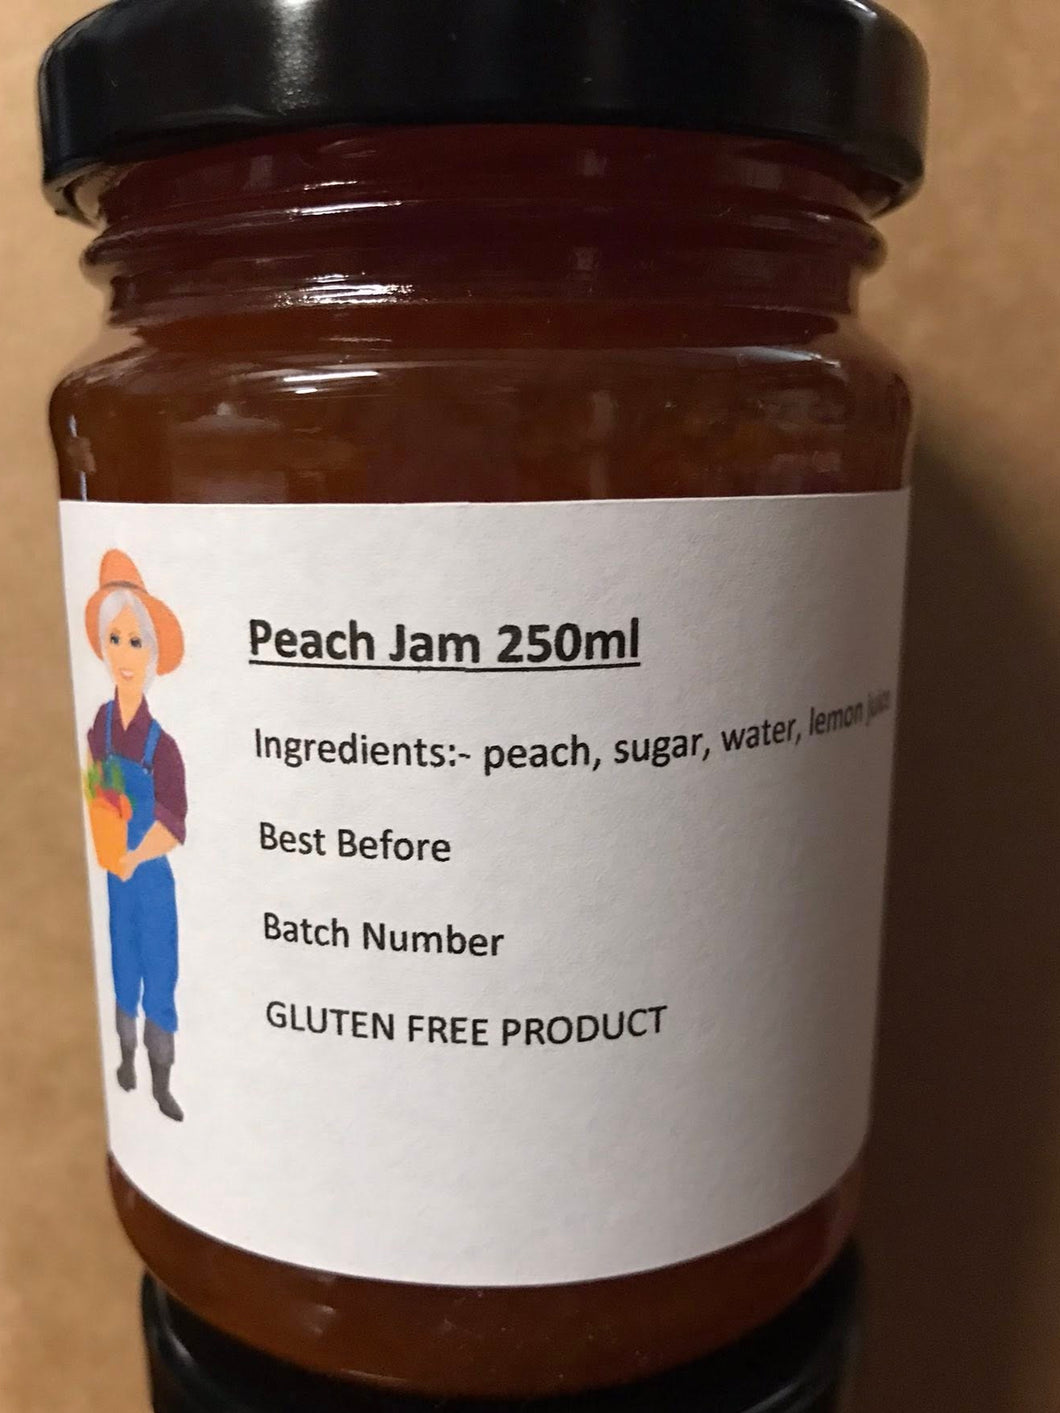 Peach Jam 250ml
Ingredients:- peach, sugar, water, lemon juice
Best Before
Batch Number
GLUTEN FREE PRODUCT